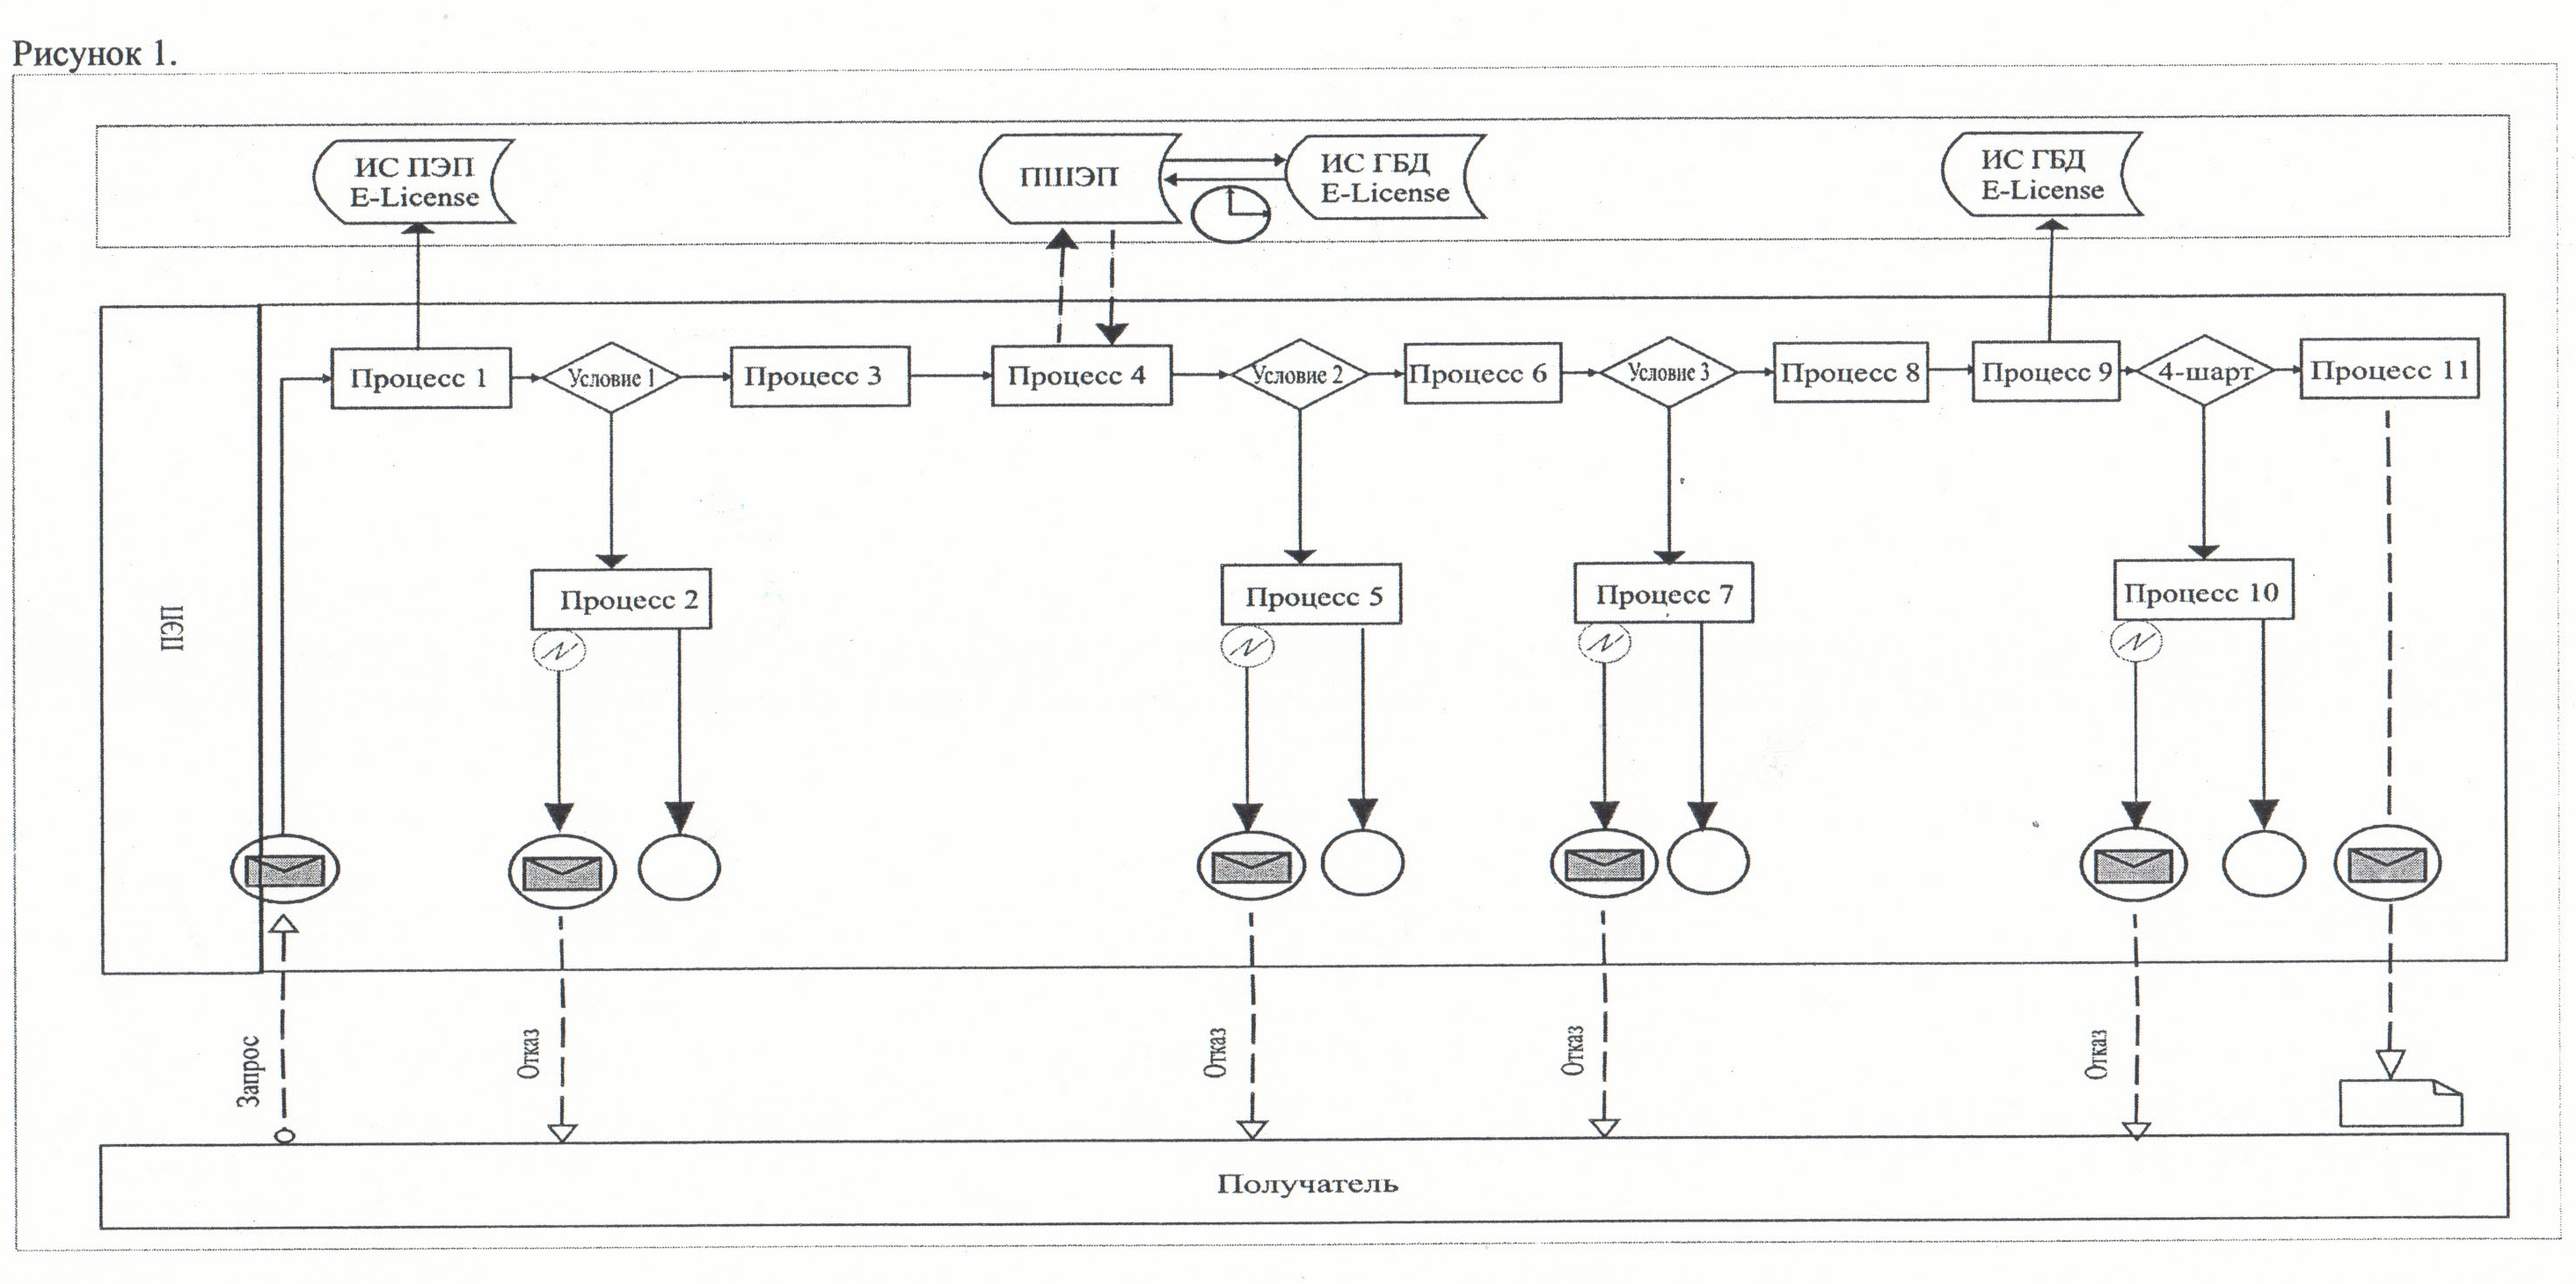 Рисунок 1.
ИС ПЭП
E-License
ПШЭП
ИС ГБД
E-License
ИС ГБД
E-License
Процесс 1
Условие 1
Процесс 3
Процесс 4
Условие 2
Процесс 6
Условие 3
Процесс 8
Процесс 9
4-шарт
Процесс 11
Процесс 2
Процесс 5
Процесс 7
Процесс 10
ПЭП
Запрос
Отказ
Отказ
Отказ
Отказ
Получатель